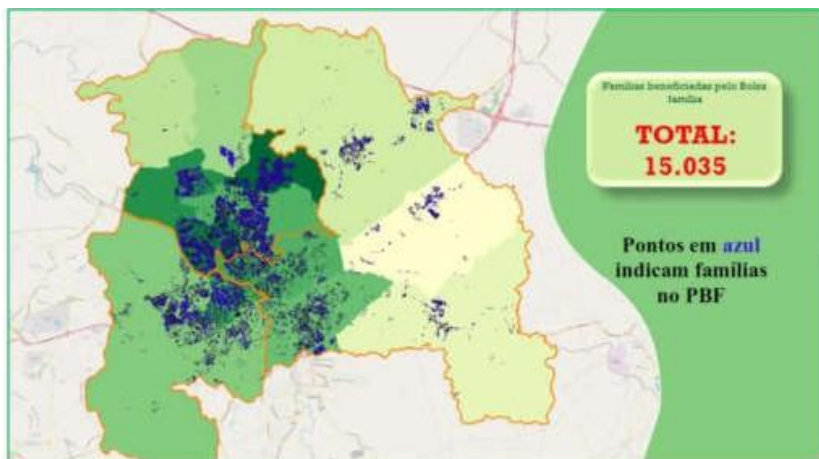 Famílias beneficiadas pelo Bolsa
família
TOTAL:
15.035
Pontos em azul
indicam famílias
no PBF